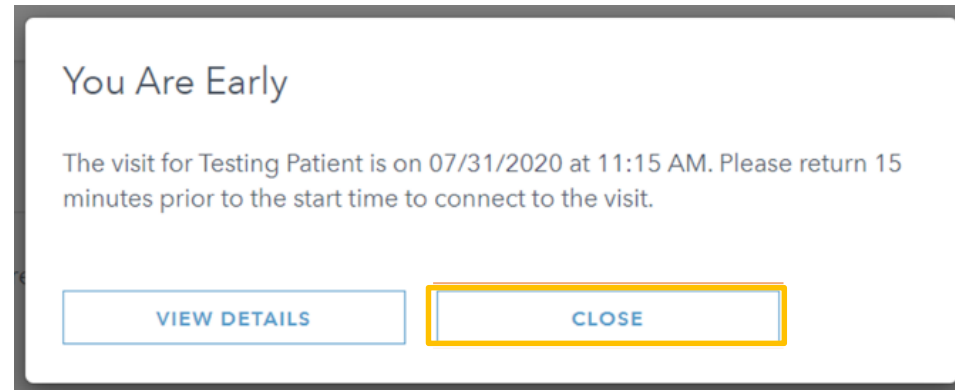 You Are Early
The visit for Testing Patient is on 07/31/2020 at 11:15 AM. Please return 15
minutes prior to the start time to connect to the visit.
re
VIEW DETAILS
CLOSE